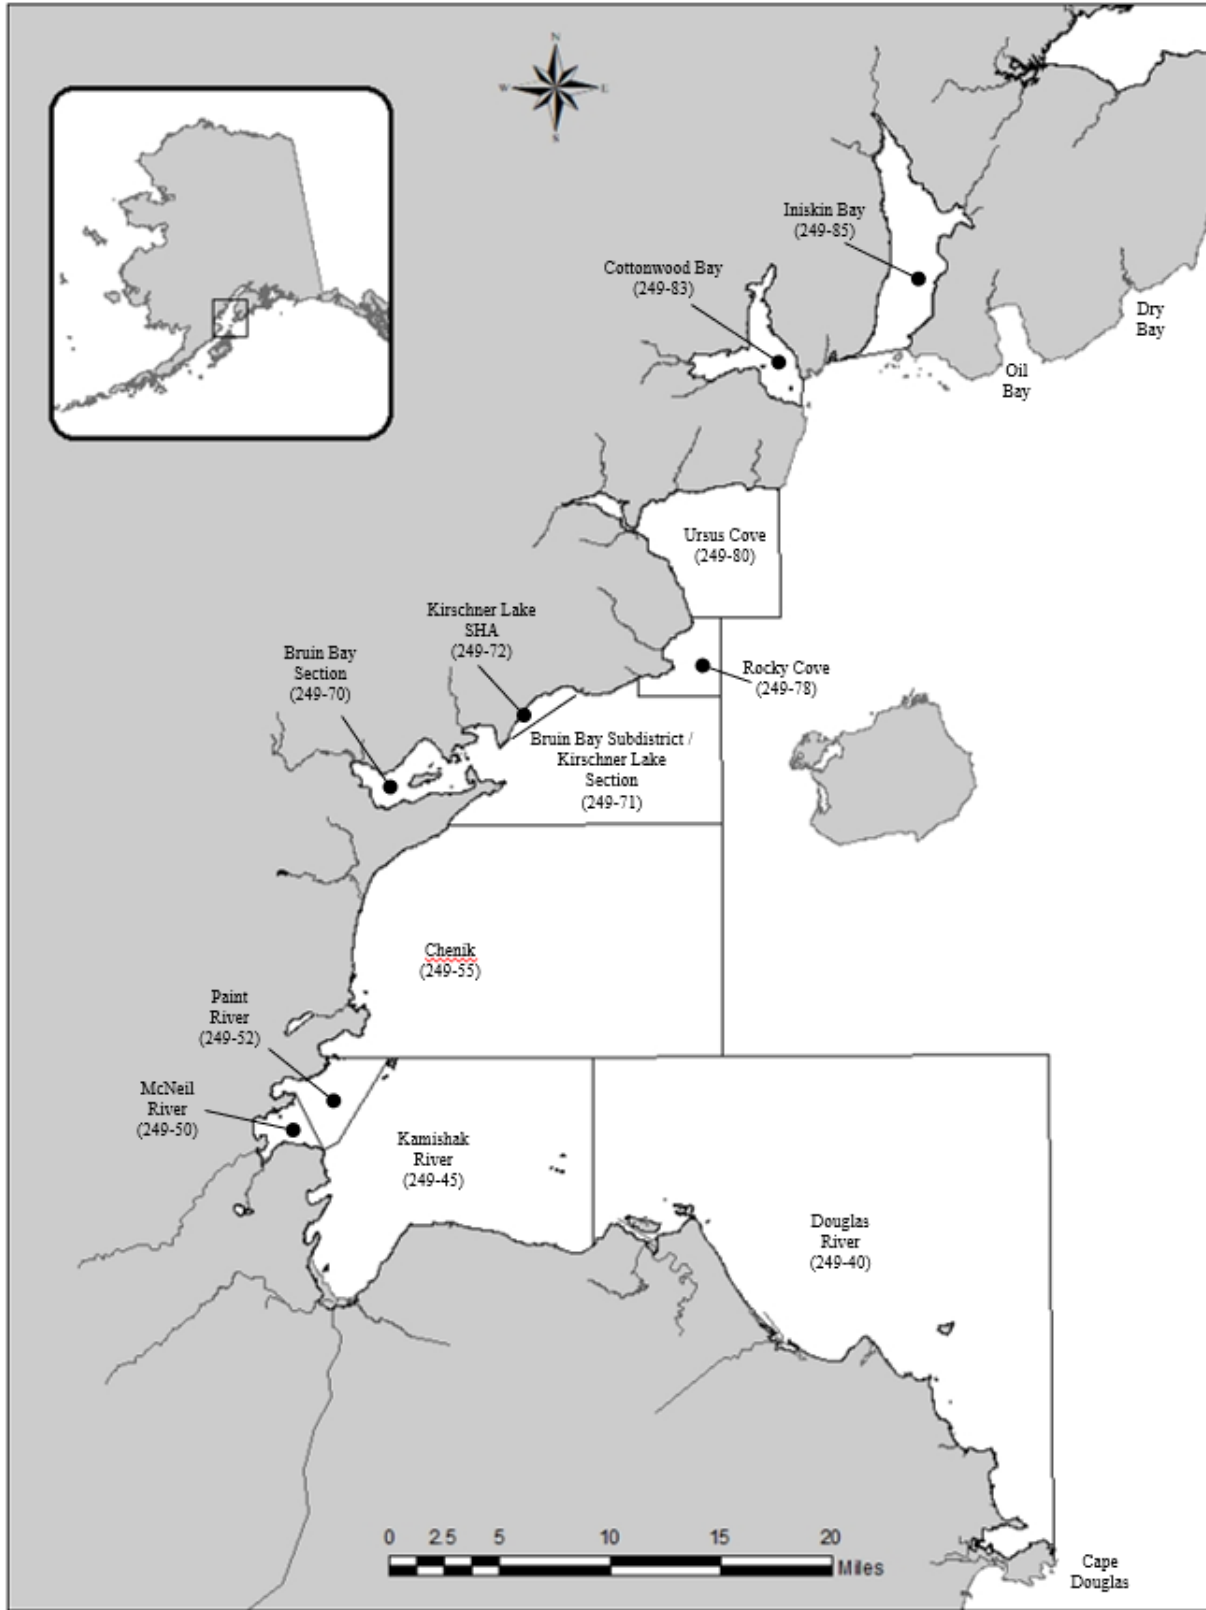 N
W
E
S
Iniskin Bay
(249-85)
Cottonwood Bay
(249-83)
Dry
Bay
Oil
Bay
Ursus Cove
(249-80)
Kirschner Lake
SHA
(249-72)
Bruin Bay
Section
(249-70)
Rocky Cove
(249-78)
Bruin Bay Subdistrict /
Kirschner Lake
Section
(249-71)
Chenik
(249-55)
Paint
River
(249-52)
McNeil
River
(249-50)
Kamishak
River
(249-45)
Douglas
River
(249-40)
0 2.5 5 10 15 20
Miles
Cape
Douglas